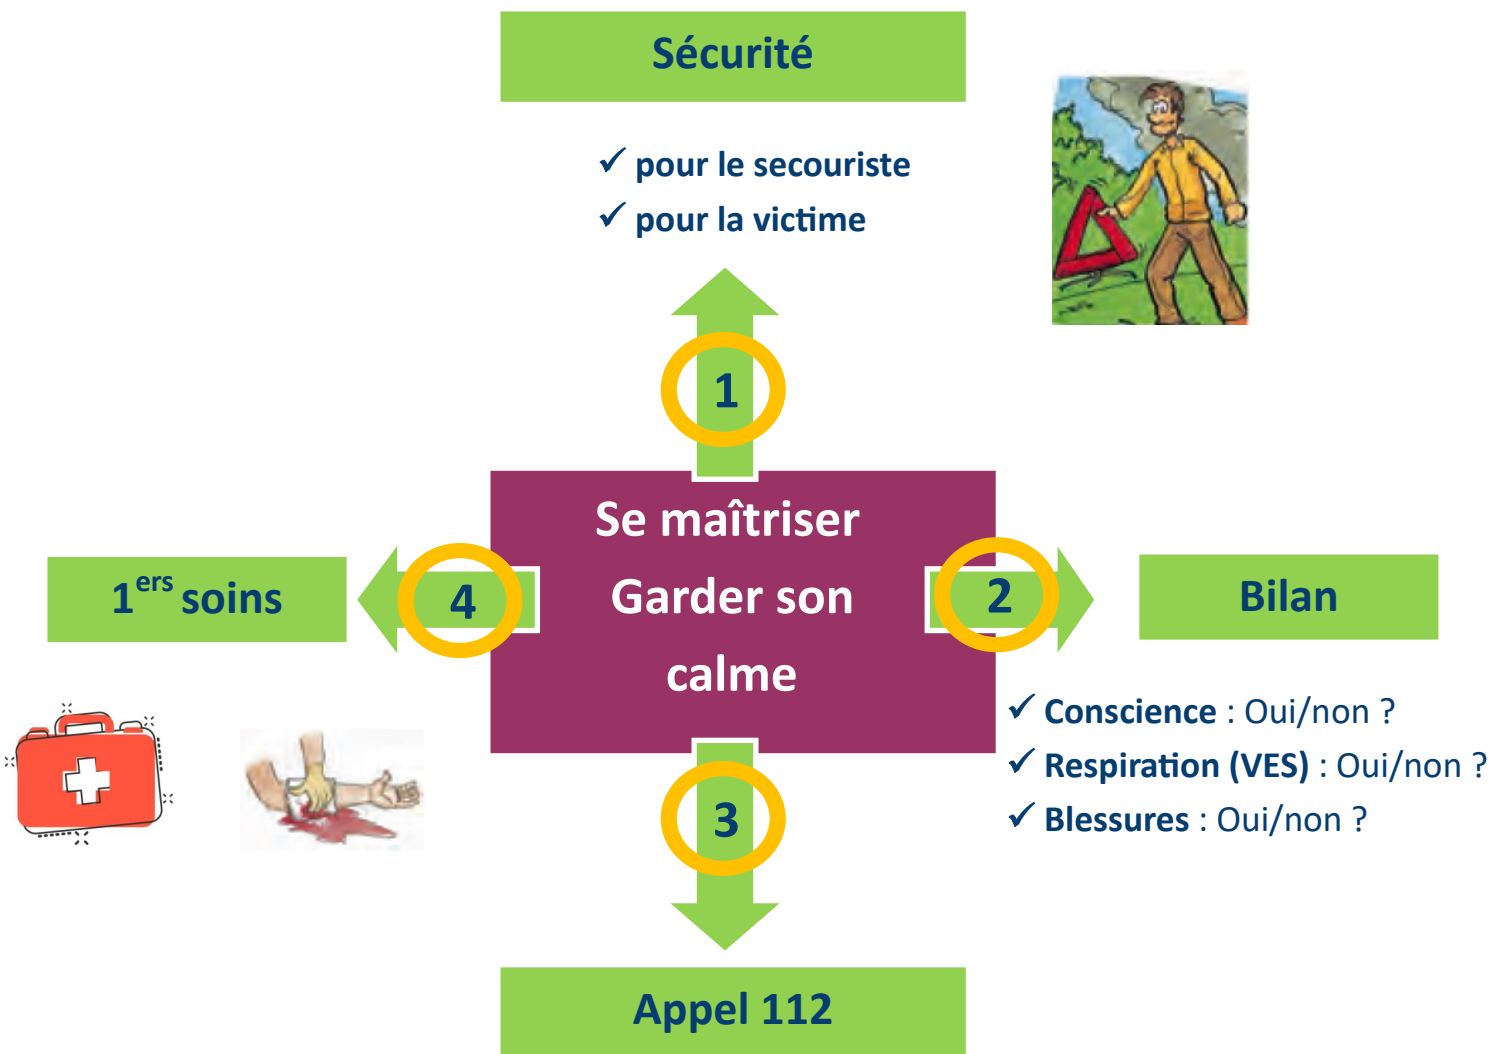 Sécurité
✓ pour le secouriste
✓ pour la victime
1
Se maîtriser
Garder son
calme
2
Bilan
✓ Conscience : Oui/non ?
✓ Respiration (VES) : Oui/non ?
✓ Blessures : Oui/non ?
3
Appel 112
4
1ers soins